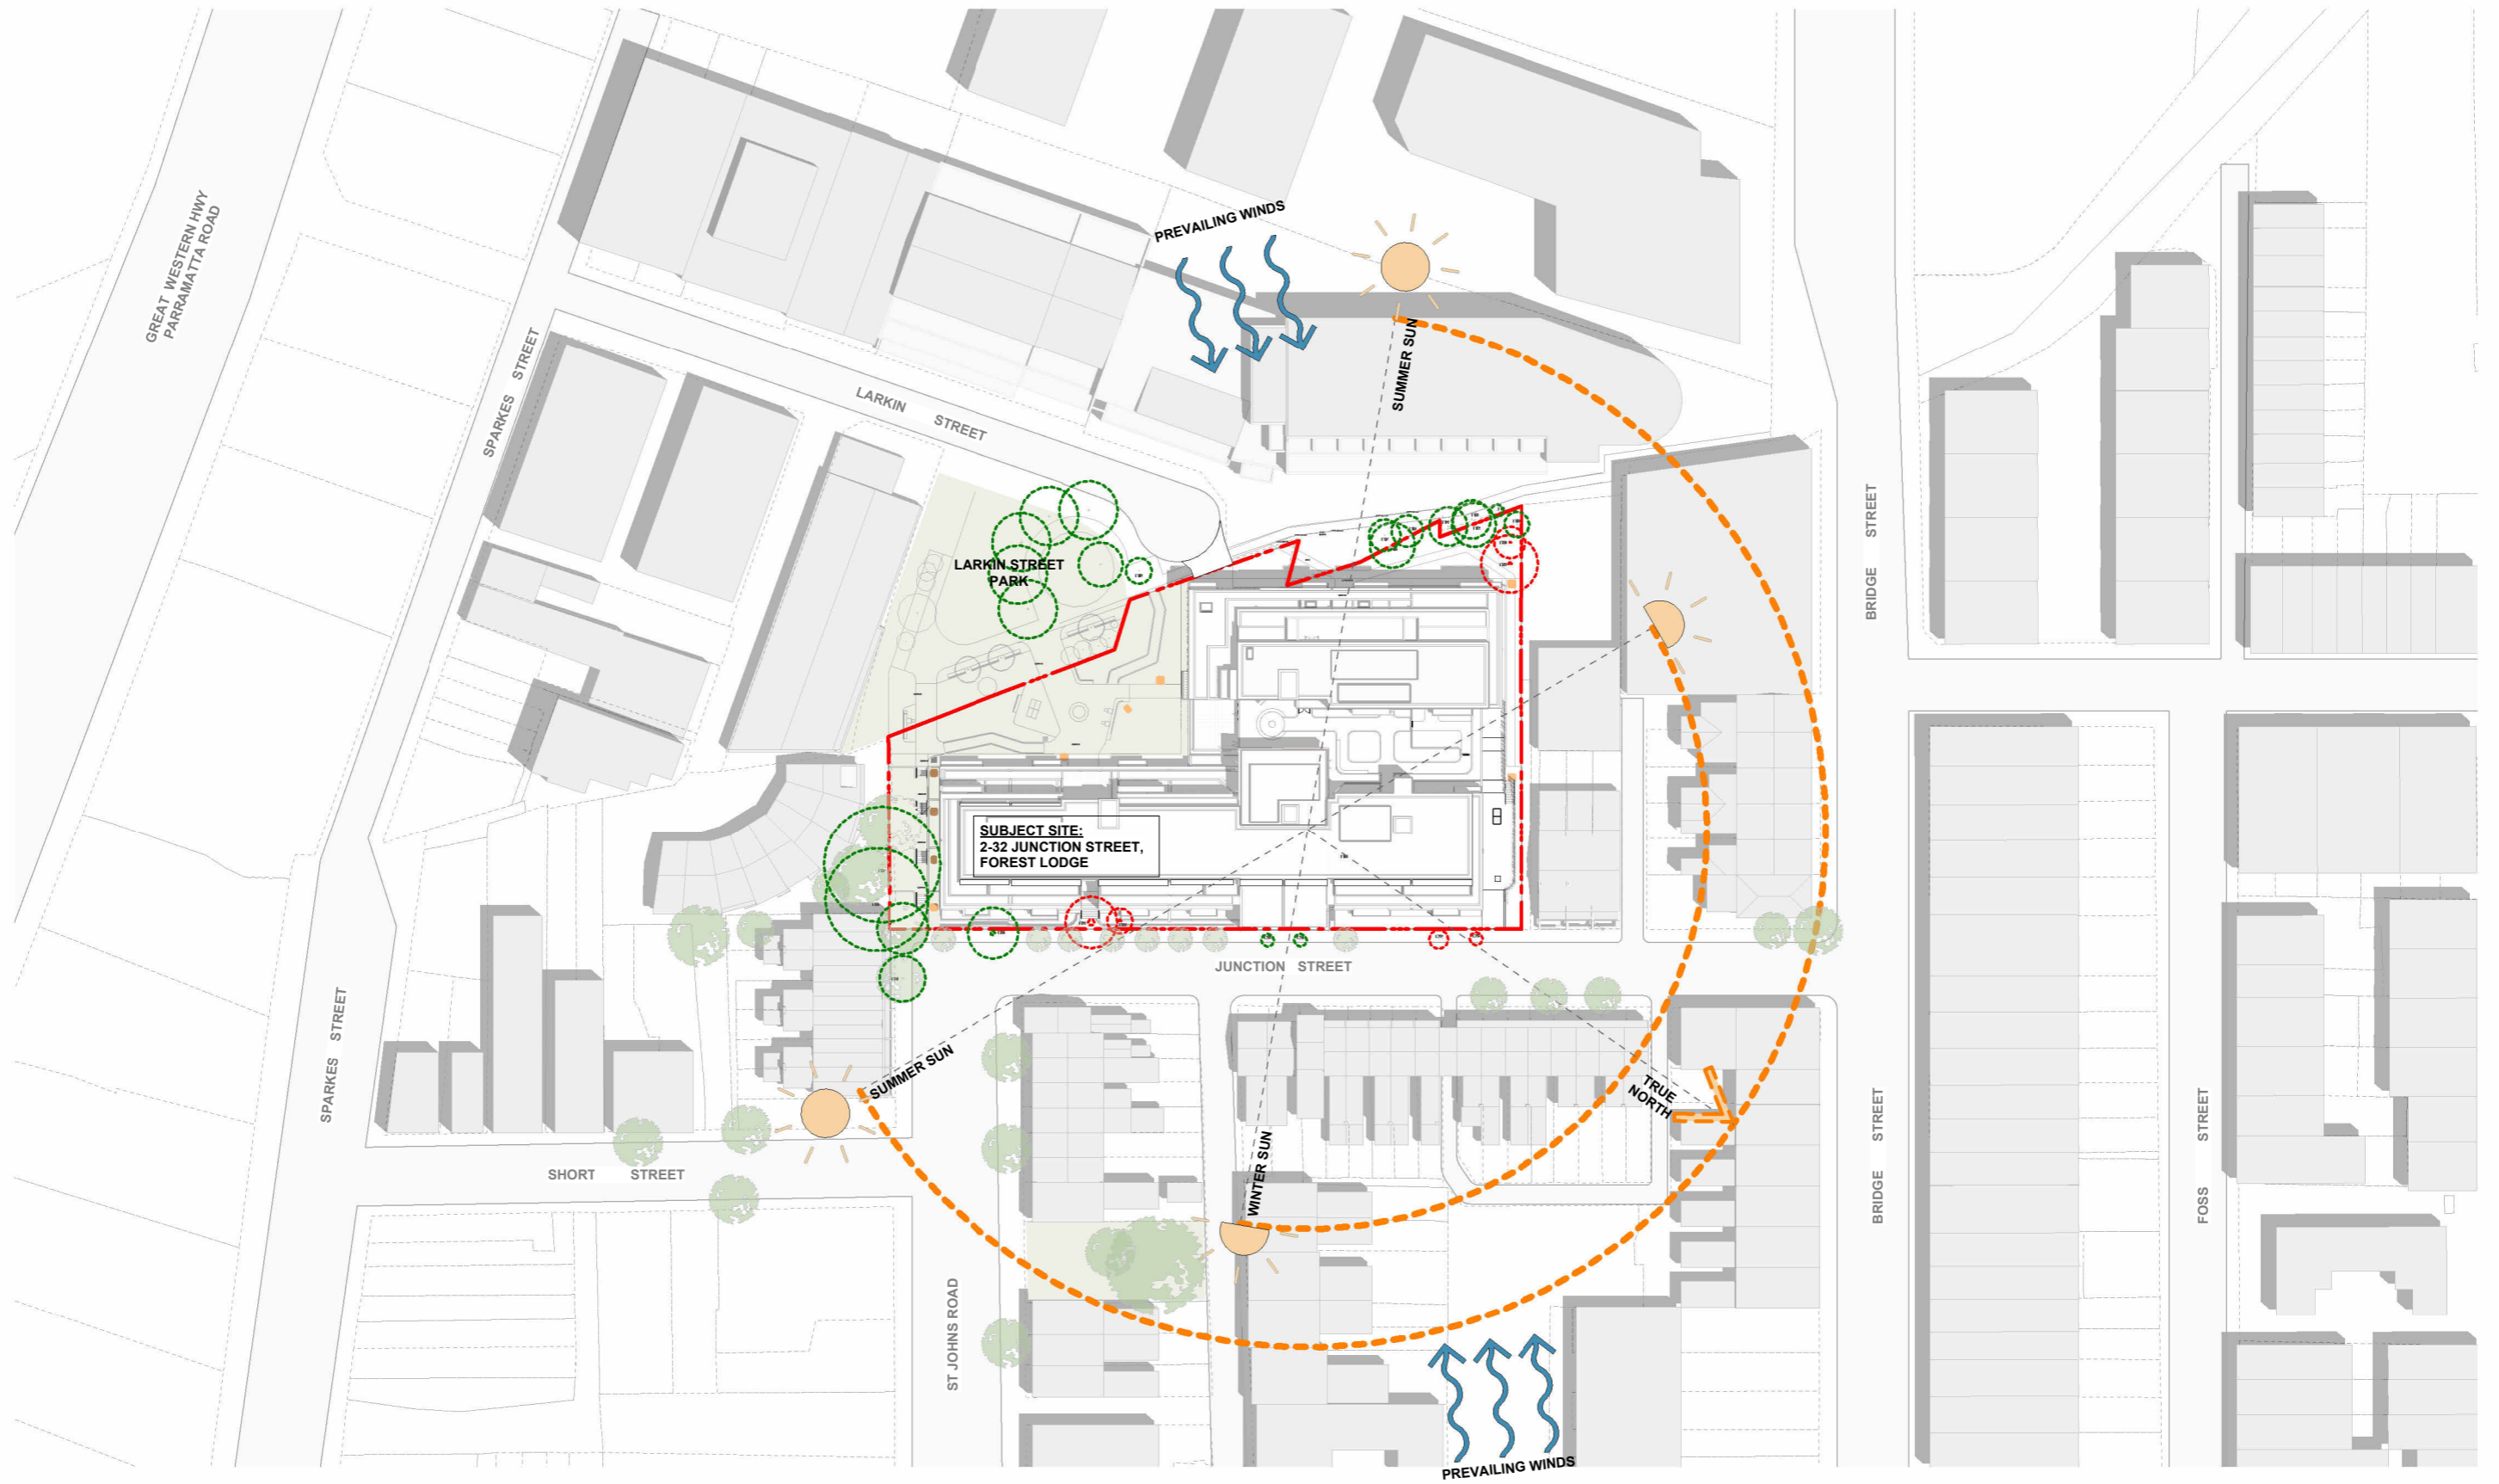 PREVAILING WINDS
GREAT WESTERN HWY
PARRAMATTA ROAD
SUMMER SUN
SPARKES STREET
LARKIN STREET
BRIDGE STREET
LARKIN STREET
PARK
SUBJECT SITE:
2-32 JUNCTION STREET,
FOREST LODGE
JUNCTION STREET
SPARKES STREET
SUMMER SUN
TRUE
NORTH
BRIDGE STREET
FOSS STREET
SHORT STREET
WINTER SUN
ST JOHNS ROAD
PREVAILING WINDS